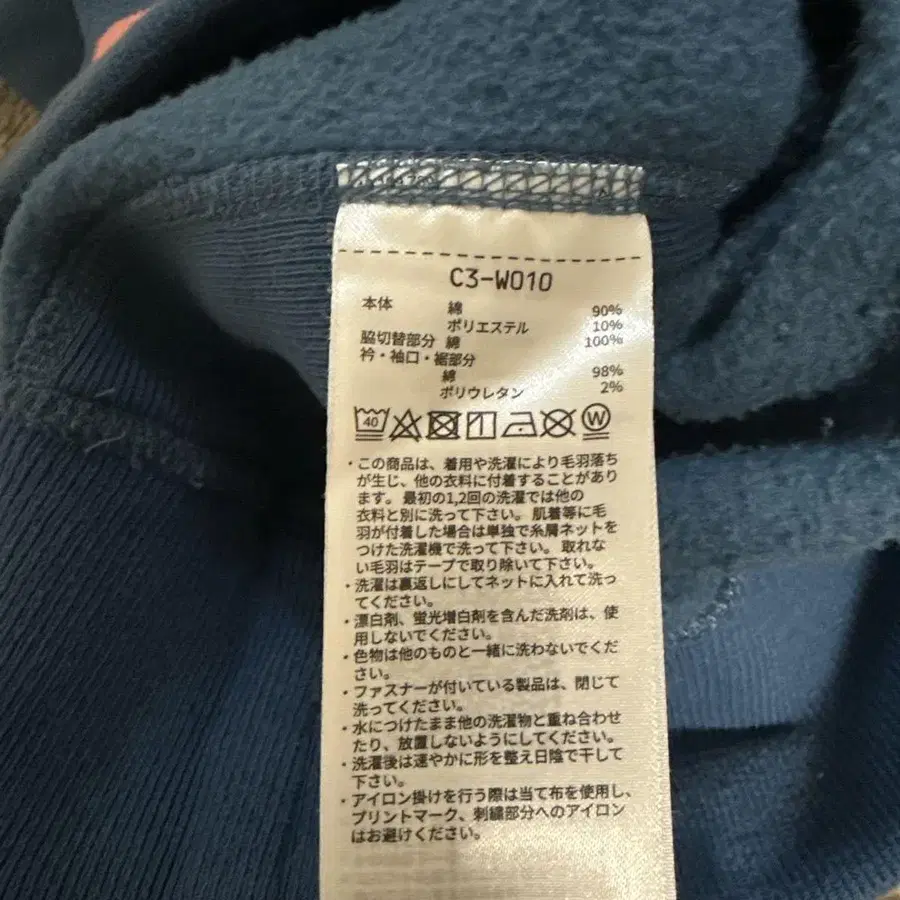 C3-W010
本体 綿 90%
ポリエステル 10%
脇切替部分 綿 100%
衿・袖口・裾部分
綿 98%
ポリウレタン 2%
40 W
・この商品は、着用や洗濯により毛羽落ち
が生じ、他の衣料に付着することがあり
ます。最初の1,2回の洗濯では他の
衣料と別に洗って下さい。肌着等に毛
羽が付着した場合は単独で糸屑ネットを
つけた洗濯機で洗って下さい。取れな
い毛羽はテープで取り除いて下さい。
・洗濯は裏返しにしてネットに入れて洗っ
てください。
・漂白剤、蛍光増白剤を含んだ洗剤は、使
用しないでください。
・色物は他のものと一緒に洗わないでくだ
さい。
・ファスナーが付いている製品は、閉じて
洗ってください。
・水につけたまま他の洗濯物と重ね合わせ
たり、放置しないようにしてください。
・洗濯後は速やかに形を整え日陰で干して
下さい。
・アイロン掛けを行う際は当て布を使用し、
プリントマーク、刺繍部分へのアイロン
はお避けください。